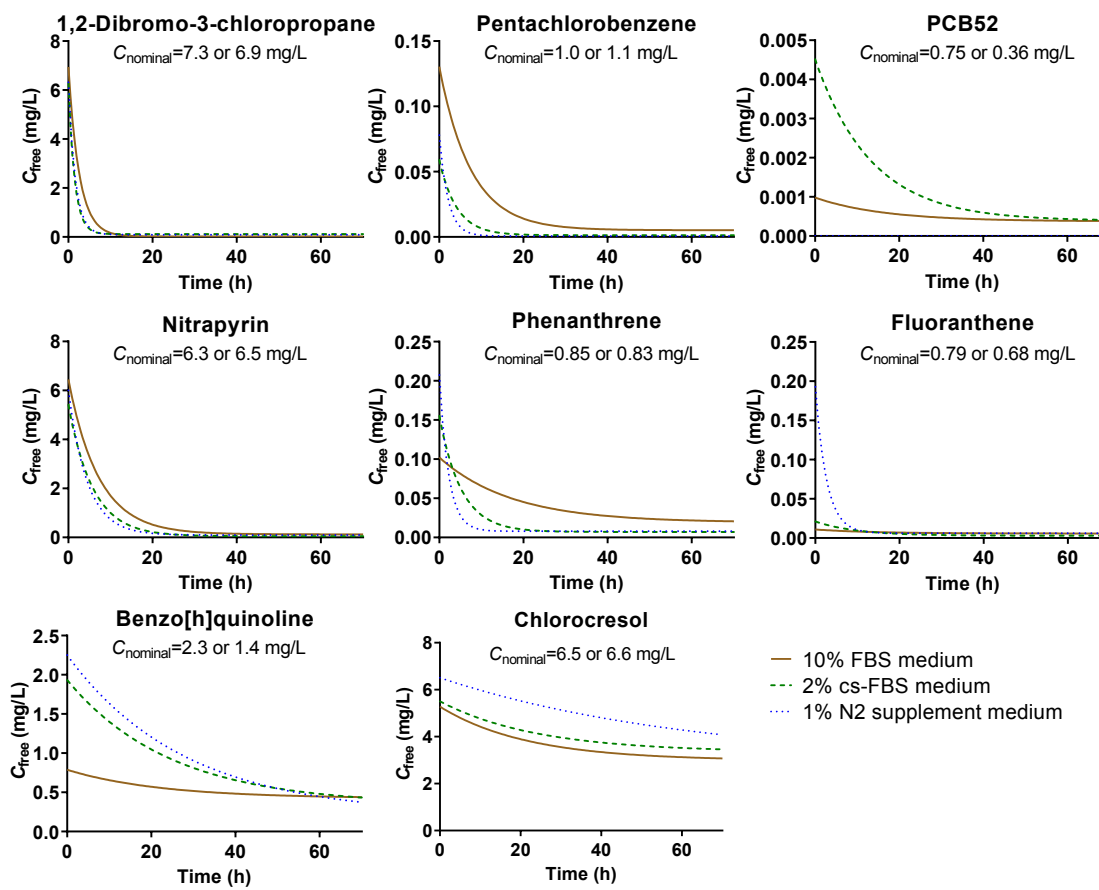 1,2-Dibromo-3-chloropropane
Cnominal=7.3 or 6.9 mg/L
Cfree (mg/L)
8
6
4
2
0
0 20 40 60
Time (h)
Pentachlorobenzene
Cnominal=1.0 or 1.1 mg/L
Cfree (mg/L)
0.15
0.10
0.05
0.00
0 20 40 60
Time (h)
PCB52
Cnominal=0.75 or 0.36 mg/L
Cfree (mg/L)
0.005
0.004
0.003
0.002
0.001
0.000
0 20 40 60
Time (h)
Nitrapyrin
Cnominal=6.3 or 6.5 mg/L
Cfree (mg/L)
8
6
4
2
0
0 20 40 60
Time (h)
Phenanthrene
Cnominal=0.85 or 0.83 mg/L
Cfree (mg/L)
0.25
0.20
0.15
0.10
0.05
0.00
0 20 40 60
Time (h)
Fluoranthene
Cnominal=0.79 or 0.68 mg/L
Cfree (mg/L)
0.25
0.20
0.15
0.10
0.05
0.00
0 20 40 60
Time (h)
Benzo[h]quinoline
Cnominal=2.3 or 1.4 mg/L
Cfree (mg/L)
2.5
2.0
1.5
1.0
0.5
0.0
0 20 40 60
Time (h)
Chlorocresol
Cnominal=6.5 or 6.6 mg/L
Cfree (mg/L)
8
6
4
2
0
0 20 40 60
Time (h)
10% FBS medium
2% cs-FBS medium
1% N2 supplement medium